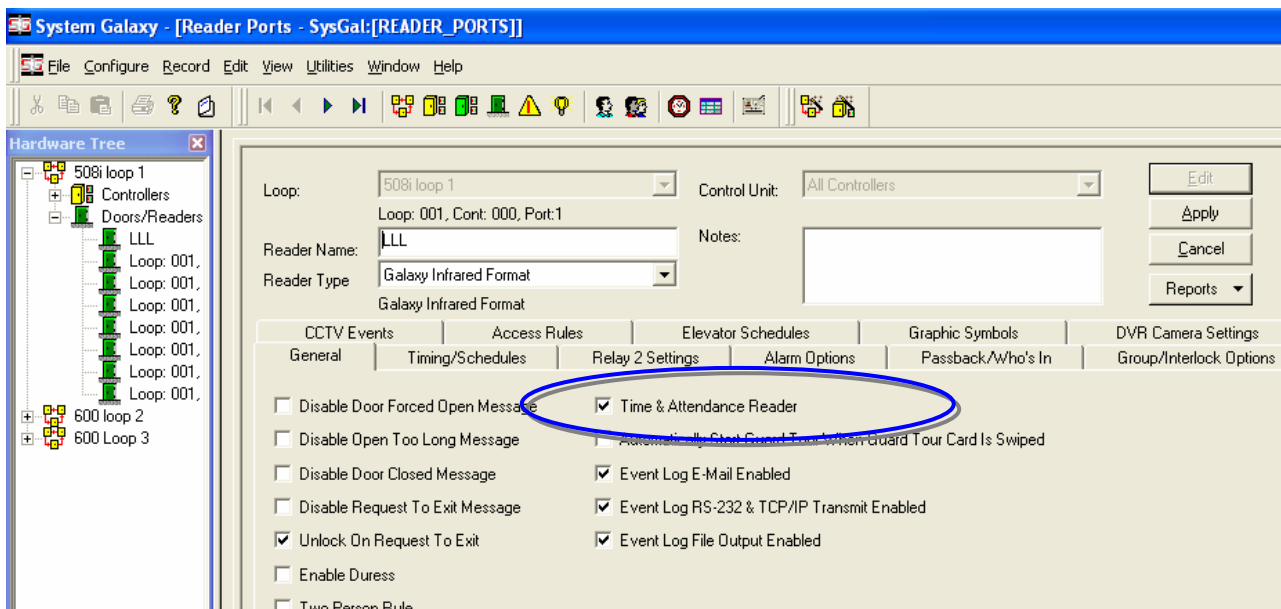 System Galaxy - [Reader Ports - SysGal:[READER_PORTS]]
File Configure Record Edit View Utilities Window Help
Hardware Tree
508i loop 1
Controllers
Doors/Readers
LLL
Loop: 001,
Loop: 001,
Loop: 001,
Loop: 001,
Loop: 001,
Loop: 001,
Loop: 001,
600 loop 2
600 Loop 3
Loop: 508i loop 1 Control Unit: All Controllers Edit
Loop: 001, Cont: 000, Port:1 Apply
Reader Name: LLL Notes: Cancel
Reader Type Galaxy Infrared Format Reports
Galaxy Infrared Format
CCTV Events Access Rules Elevator Schedules Graphic Symbols DVR Camera Settings
General Timing/Schedules Relay 2 Settings Alarm Options Passback/Who's In Group/Interlock Options
Disable Door Forced Open Message Time & Attendance Reader
Disable Open Too Long Message Automatically Start Guard Tour When Guard Tour Card Is Swiped
Disable Door Closed Message Event Log E-Mail Enabled
Disable Request To Exit Message Event Log RS-232 & TCP/IP Transmit Enabled
Unlock On Request To Exit Event Log File Output Enabled
Enable Duress
Two Person Rule